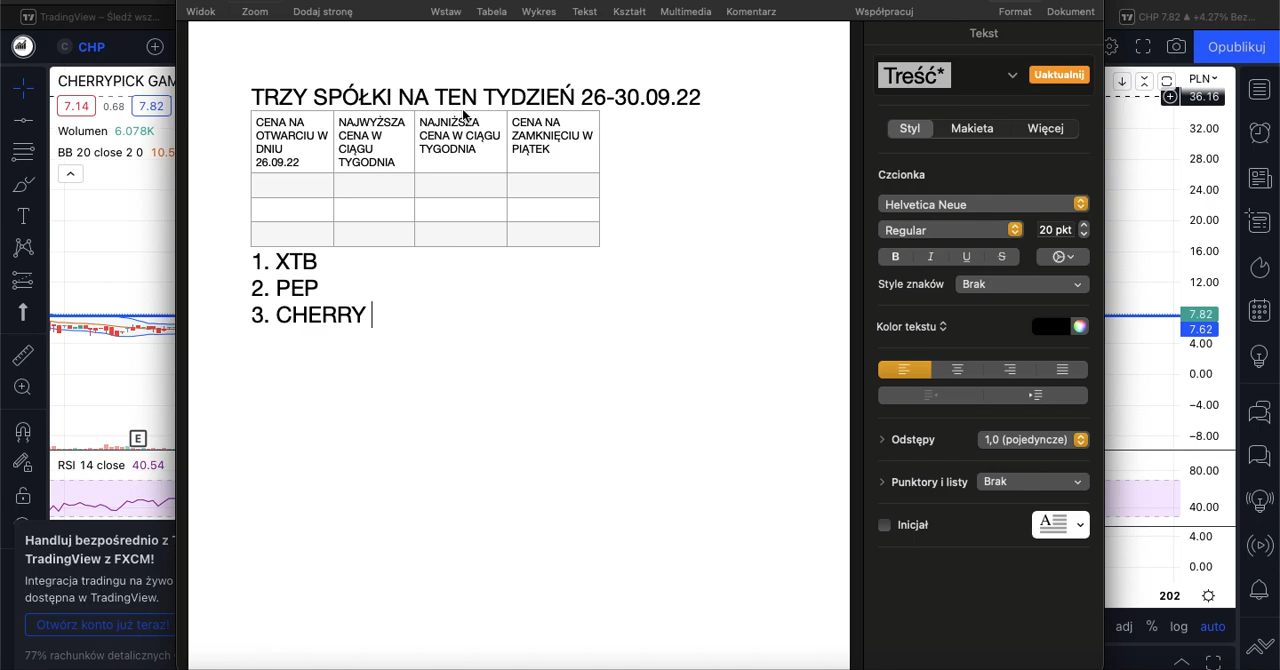 Widok Zoom Dodaj stronę Wstaw Tabela Wykres Tekst Kształt Multimedia Komentarz Współpracuj Format Dokument
TradingView – Śledź wsz...
CHP 7.82 ▲ +4.27% Bez...
C CHP
Opublikuj
CHERRYPICK GAM
7.14 0.68 7.82
Wolumen 6.078K
BB 20 close 2 0 10.5
E
RSI 14 close 40.54
Handluj bezpośrednio z T
TradingView z FXCM!
Integracja tradingu na żywo
dostępna w TradingView.
Otwórz konto już teraz!
77% rachunków detalicznych
TRZY SPÓŁKI NA TEN TYDZIEŃ 26-30.09.22
CENA NA OTWARCIU W DNIU 26.09.22
NAJWYŻSZA CENA W CIĄGU TYGODNIA
NAJNIŻSZA CENA W CIĄGU TYGODNIA
CENA NA ZAMKNIĘCIU W PIĄTEK
1. XTB
2. PEP
3. CHERRY
Tekst
Treść*
Uaktualnij
Styl Makieta Więcej
Czcionka
Helvetica Neue
Regular 20 pkt
B I U S
Style znaków Brak
Kolor tekstu
Odstępy 1,0 (pojedyncze)
Punktory i listy Brak
Inicjał
A
PLN
36.16
32.00
28.00
24.00
20.00
16.00
12.00
7.82
7.62
4.00
0.00
−4.00
−8.00
80.00
40.00
4.00
0.00
202
adj % log auto